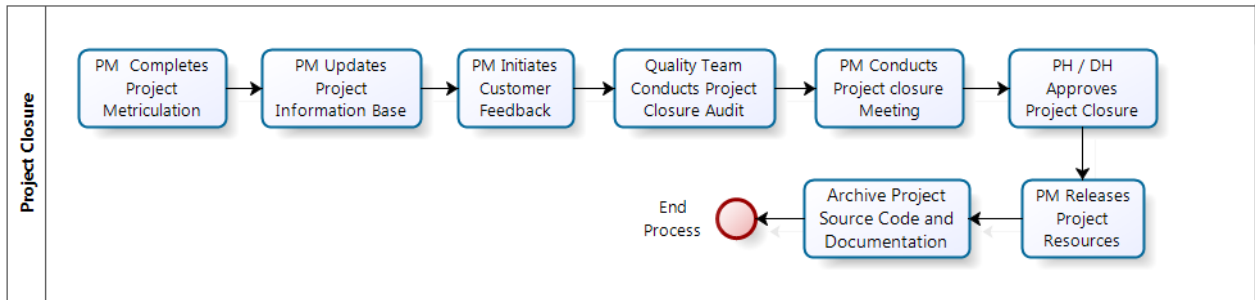 Project Closure
PM Completes
Project
Metriculation
PM Updates
Project
Information Base
PM Initiates
Customer
Feedback
Quality Team
Conducts Project
Closure Audit
PM Conducts
Project closure
Meeting
PH / DH
Approves
Project Closure
PM Releases
Project
Resources
Archive Project
Source Code and
Documentation
End
Process